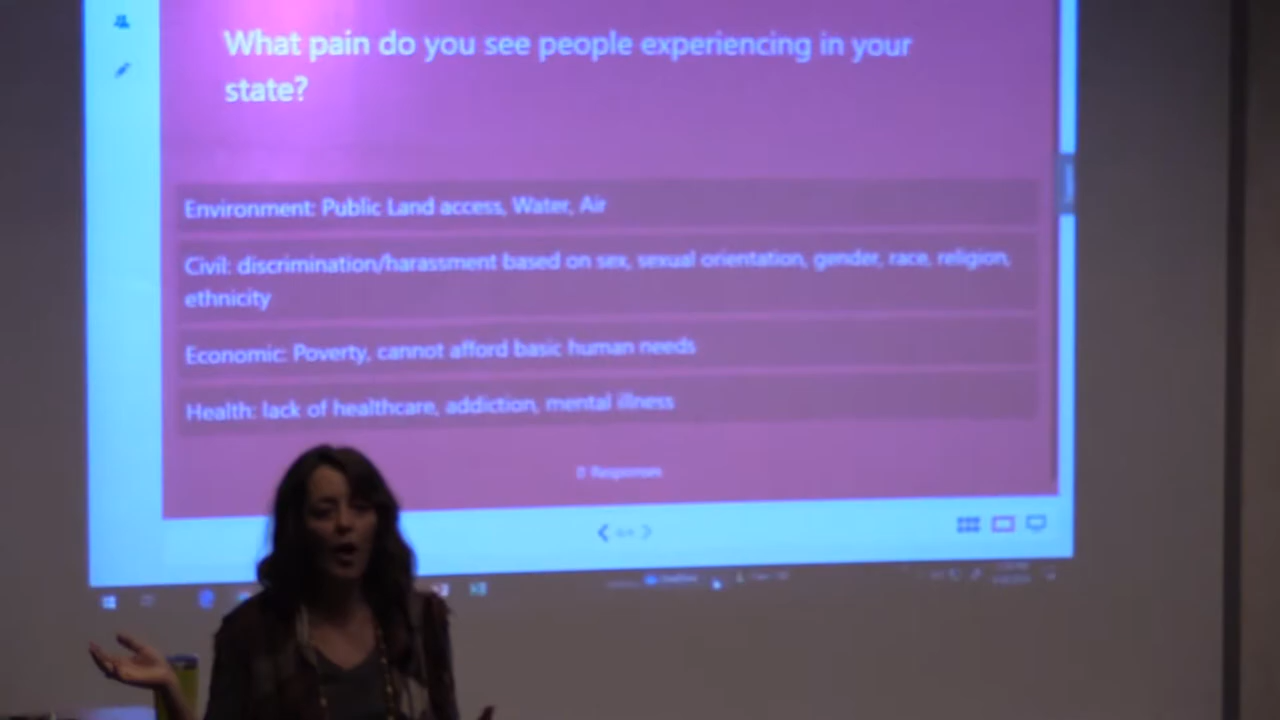 What pain do you see people experiencing in your
state?
Environment: Public Land access, Water, Air
Civil: discrimination/harassment based on sex, sexual orientation, gender, race, religion,
ethnicity
Economic: Poverty, cannot afford basic human needs
Health: lack of healthcare, addiction, mental illness
0 Responses